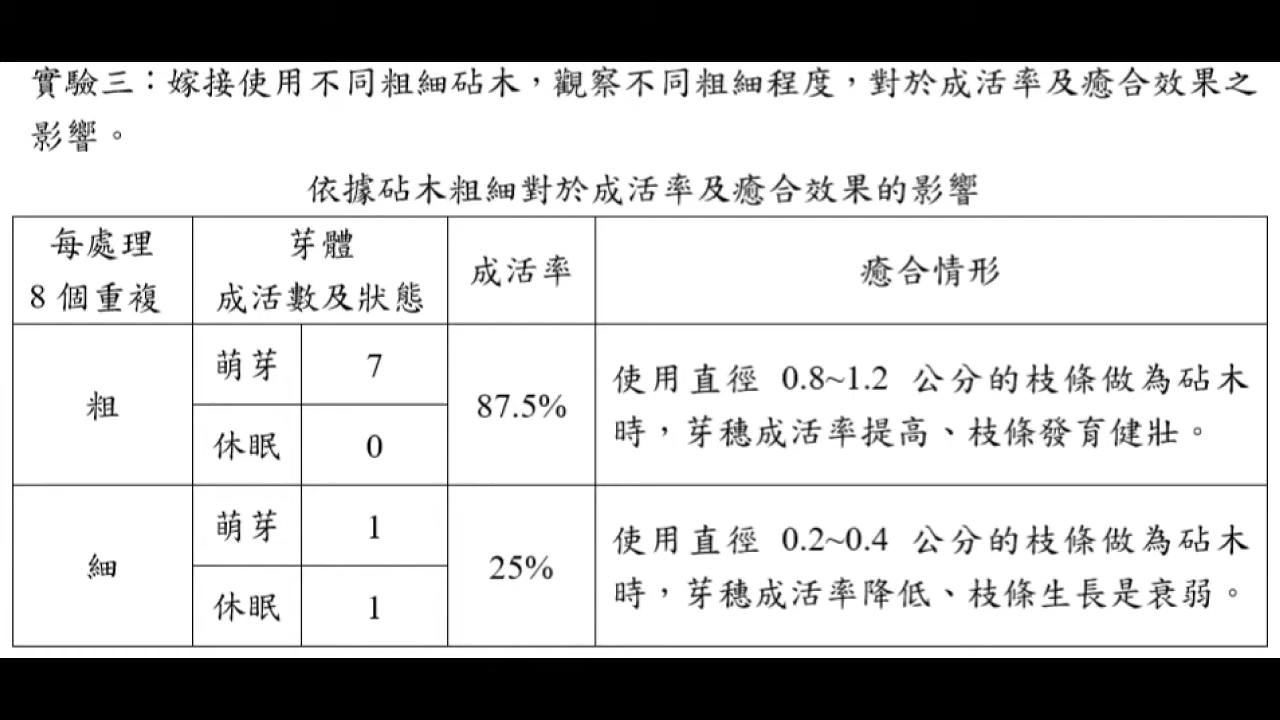 實驗三：嫁接使用不同粗細砧木，觀察不同粗細程度，對於成活率及癒合效果之
影響。
依據砧木粗細對於成活率及癒合效果的影響
每處理
8 個重複
芽體
成活數及狀態
成活率
癒合情形
粗
萌芽
7
休眠
0
87.5%
使用直徑 0.8~1.2 公分的枝條做為砧木
時，芽穗成活率提高、枝條發育健壯。
細
萌芽
1
休眠
1
25%
使用直徑 0.2~0.4 公分的枝條做為砧木
時，芽穗成活率降低、枝條生長是衰弱。